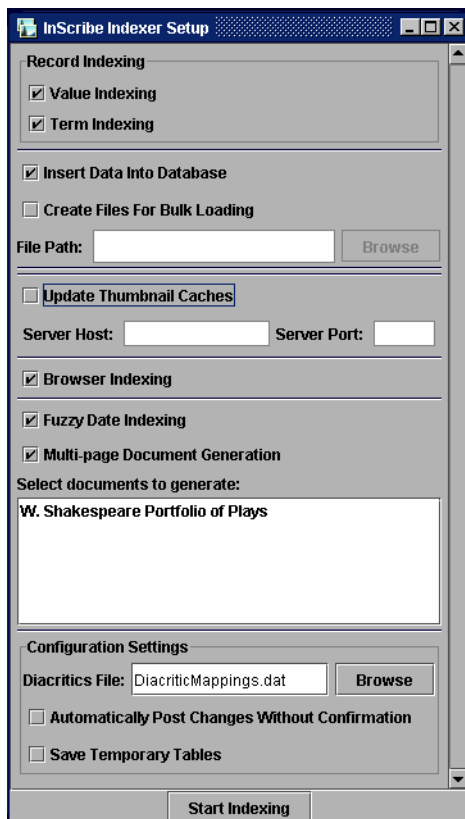 InScribe Indexer Setup
Record Indexing
Value Indexing
Term Indexing
Insert Data Into Database
Create Files For Bulk Loading
File Path: Browse
Update Thumbnail Caches
Server Host: Server Port:
Browser Indexing
Fuzzy Date Indexing
Multi-page Document Generation
Select documents to generate:
W. Shakespeare Portfolio of Plays
Configuration Settings
Diacritics File: DiacriticMappings.dat Browse
Automatically Post Changes Without Confirmation
Save Temporary Tables
Start Indexing